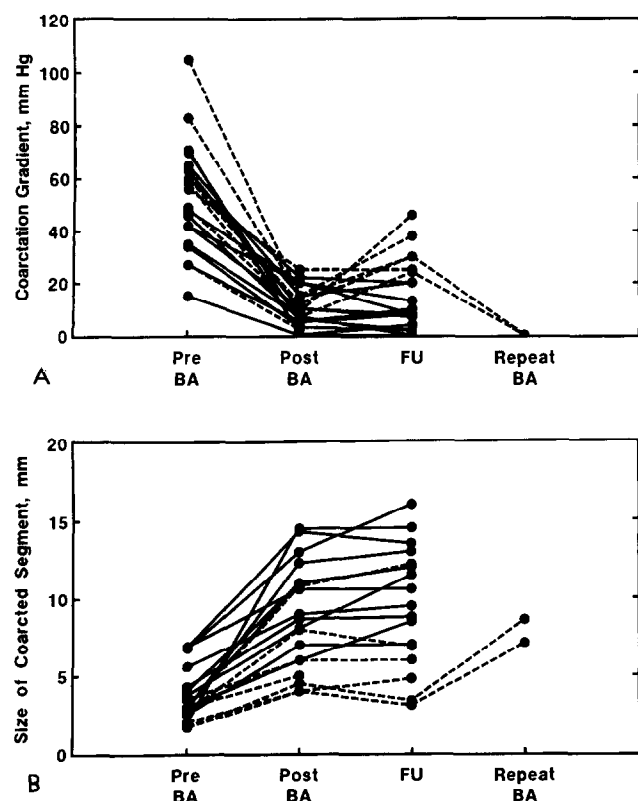 120
100
80
60
40
20
0
Coarctation Gradient, mm Hg
Pre BA
Post BA
FU
Repeat BA
A
20
15
10
5
0
Size of Coarcted Segment, mm
Pre BA
Post BA
FU
Repeat BA
B